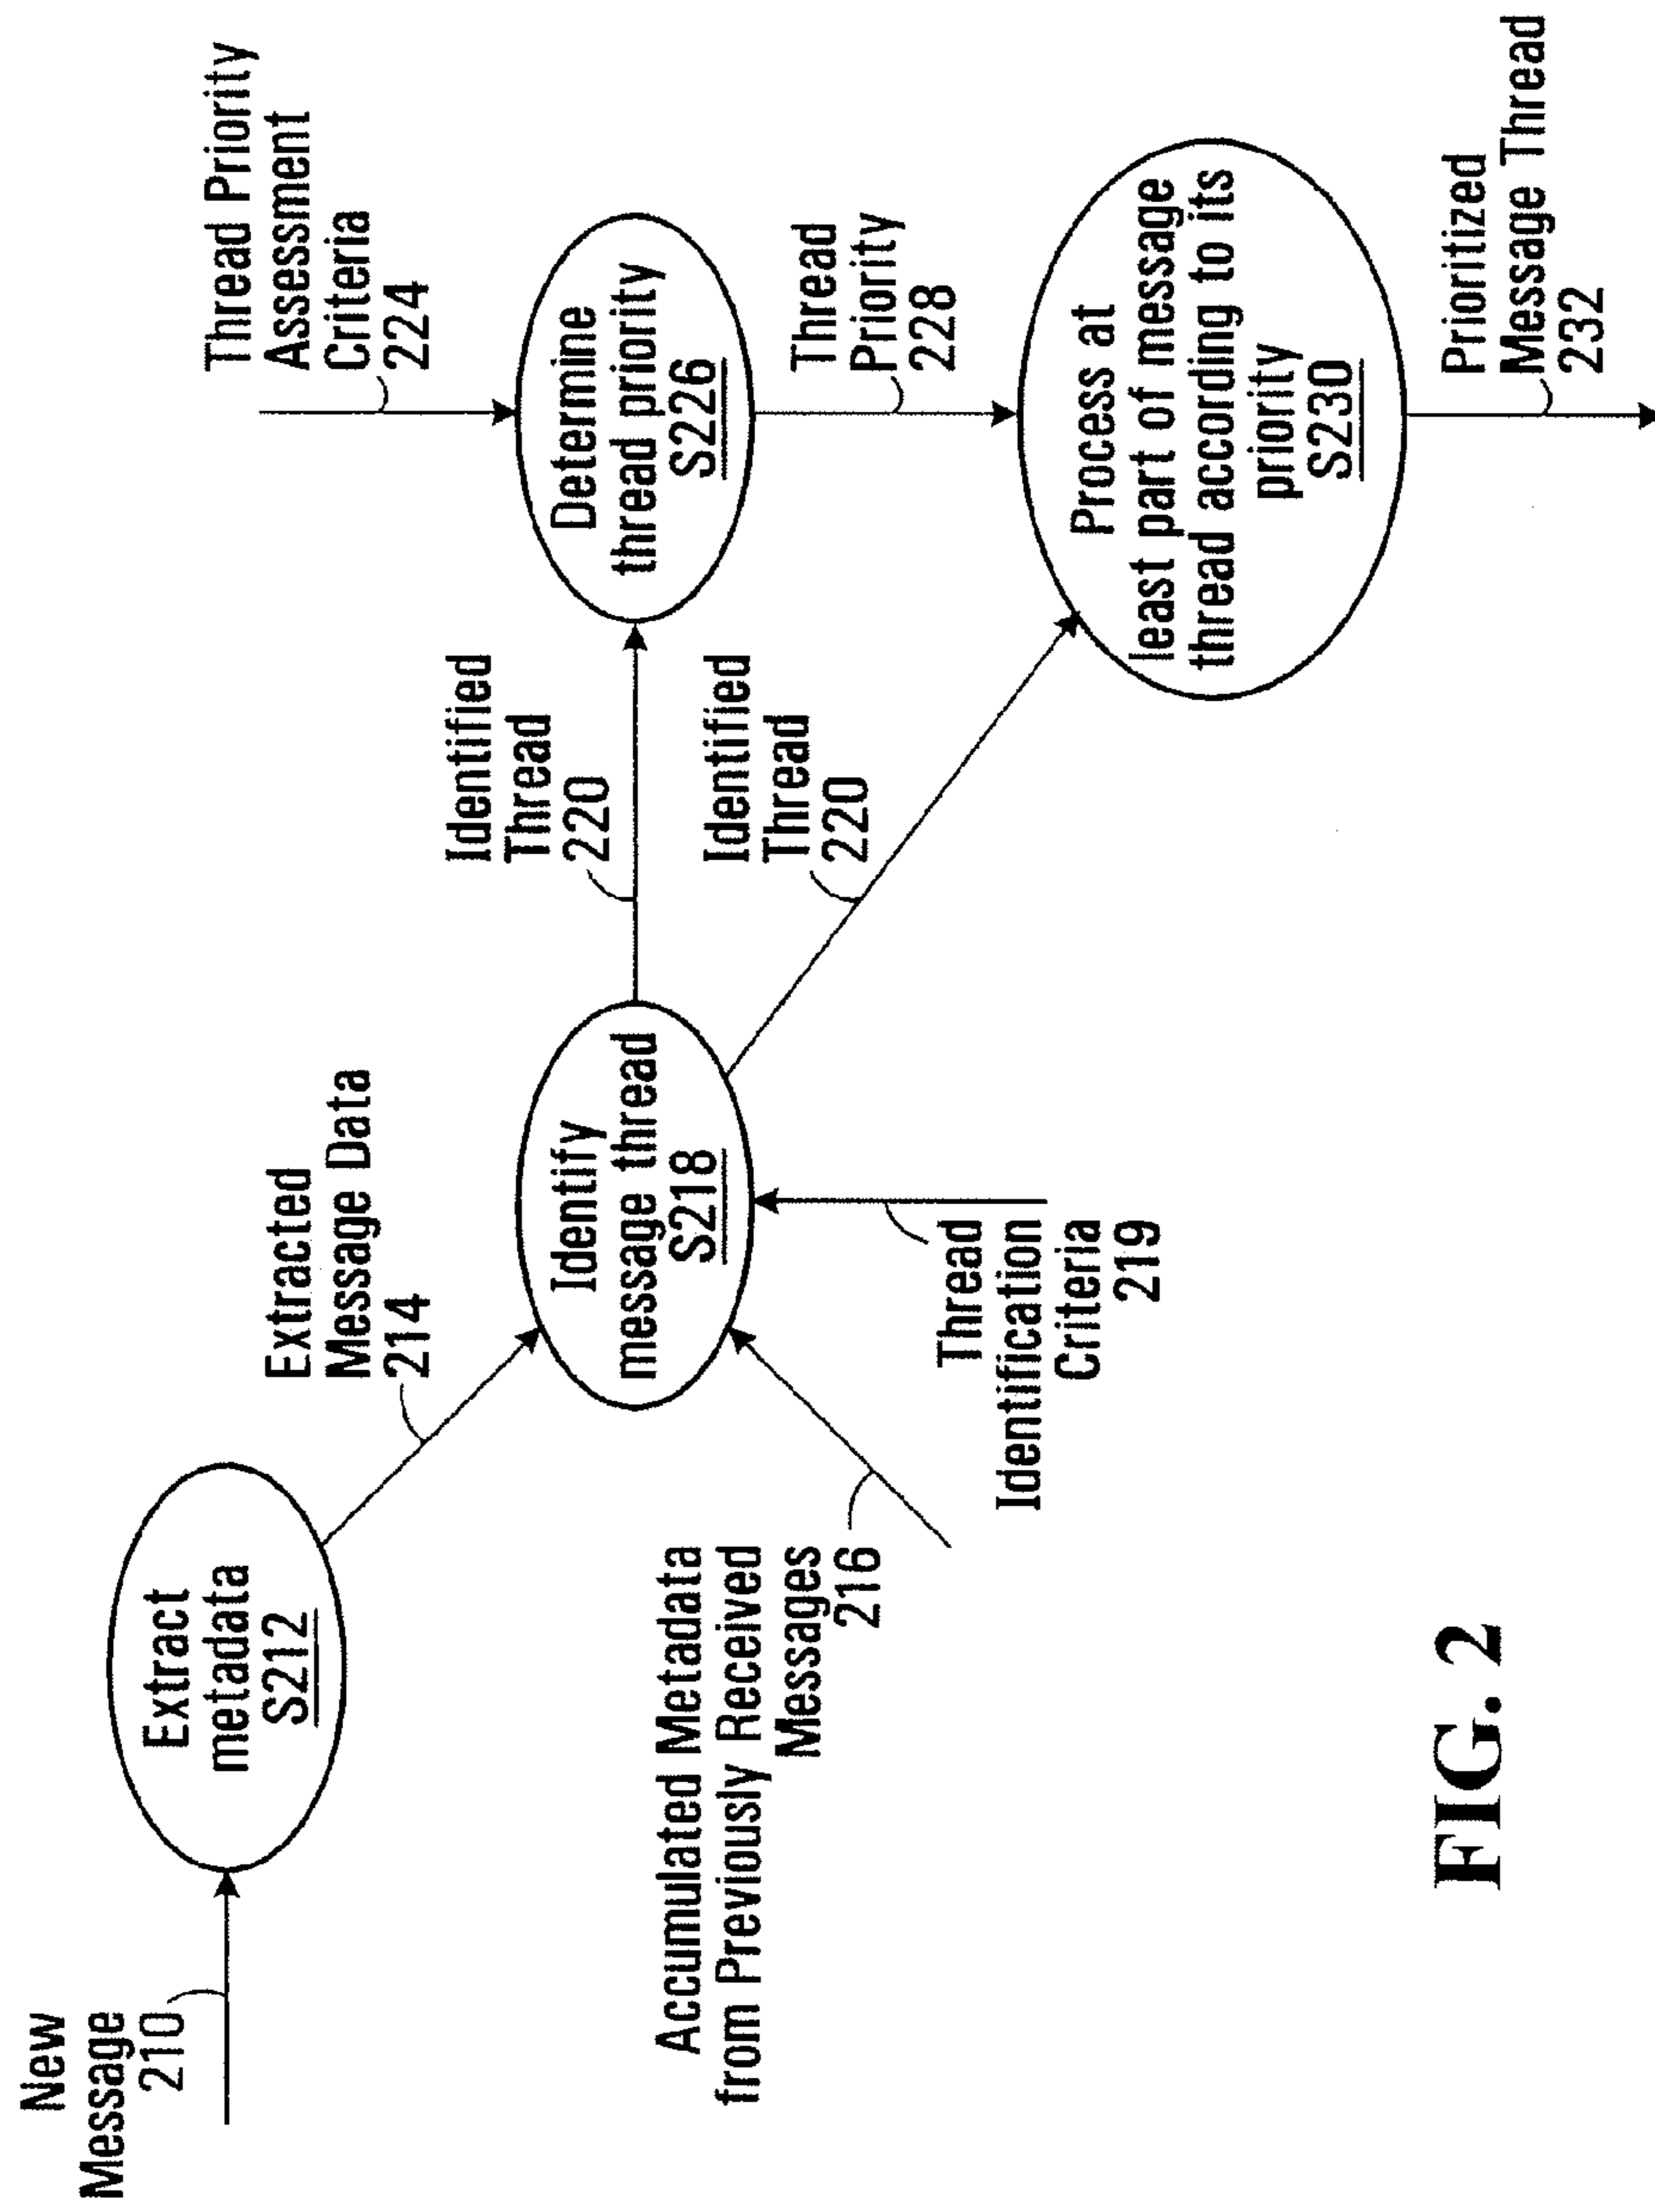 New
Message
210
Extract
metadata
S212
Extracted
Message Data
214
Accumulated Metadata
from Previously Received
Messages
216
Identify
message thread
S218
Thread
Identification
Criteria
219
Identified
Thread
220
Identified
Thread
220
Thread Priority
Assessment
Criteria
224
Determine
thread priority
S226
Thread
Priority
228
Process at
least part of message
thread according to its
priority
S230
Prioritized
Message Thread
232
FIG. 2